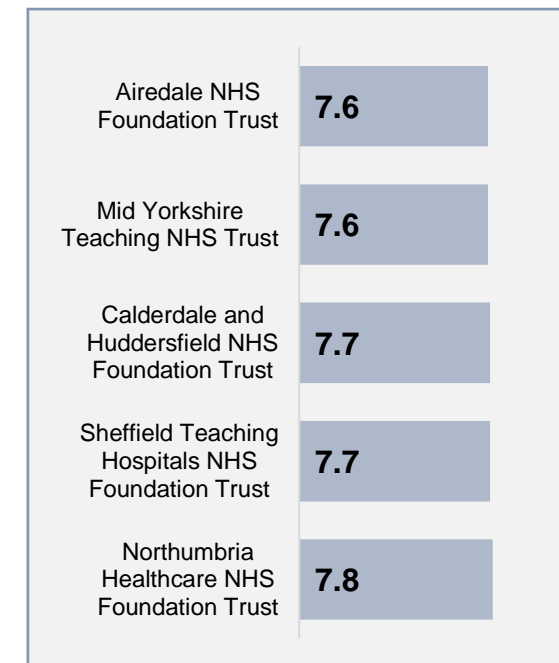 Airedale NHS
Foundation Trust
7.6
Mid Yorkshire
Teaching NHS Trust
7.6
Calderdale and
Huddersfield NHS
Foundation Trust
7.7
Sheffield Teaching
Hospitals NHS
Foundation Trust
7.7
Northumbria
Healthcare NHS
Foundation Trust
7.8